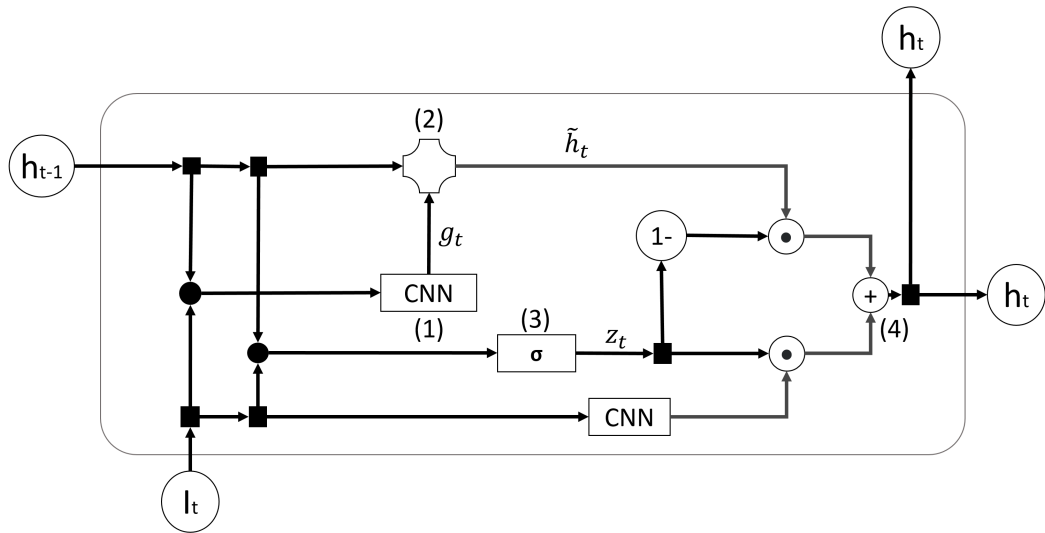 ht
(2)
h̃t
ht-1
gt
1-
CNN
+
ht
(1)
(3)
zt
(4)
σ
CNN
It